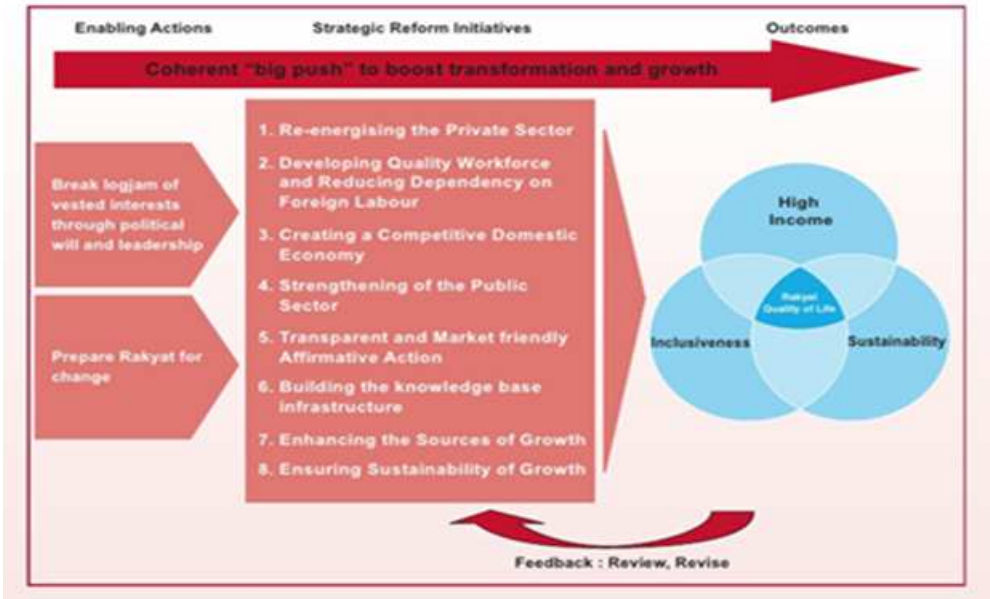 Enabling Actions
Strategic Reform Initiatives
Outcomes
Coherent "big push" to boost transformation and growth
Break logjam of
vested interests
through political
will and leadership
Prepare Rakyat for
change
1. Re-energising the Private Sector
2. Developing Quality Workforce
and Reducing Dependency on
Foreign Labour
3. Creating a Competitive Domestic
Economy
4. Strengthening of the Public
Sector
5. Transparent and Market friendly
Affirmative Action
6. Building the knowledge base
infrastructure
7. Enhancing the Sources of Growth
8. Ensuring Sustainability of Growth
High
Income
Rakyat
Quality of Life
Inclusiveness
Sustainability
Feedback : Review, Revise